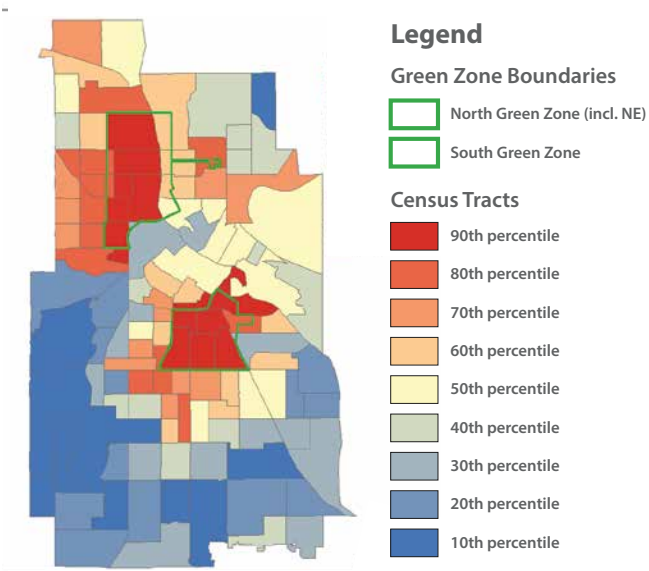 Legend
Green Zone Boundaries
North Green Zone (incl. NE)
South Green Zone
Census Tracts
90th percentile
80th percentile
70th percentile
60th percentile
50th percentile
40th percentile
30th percentile
20th percentile
10th percentile